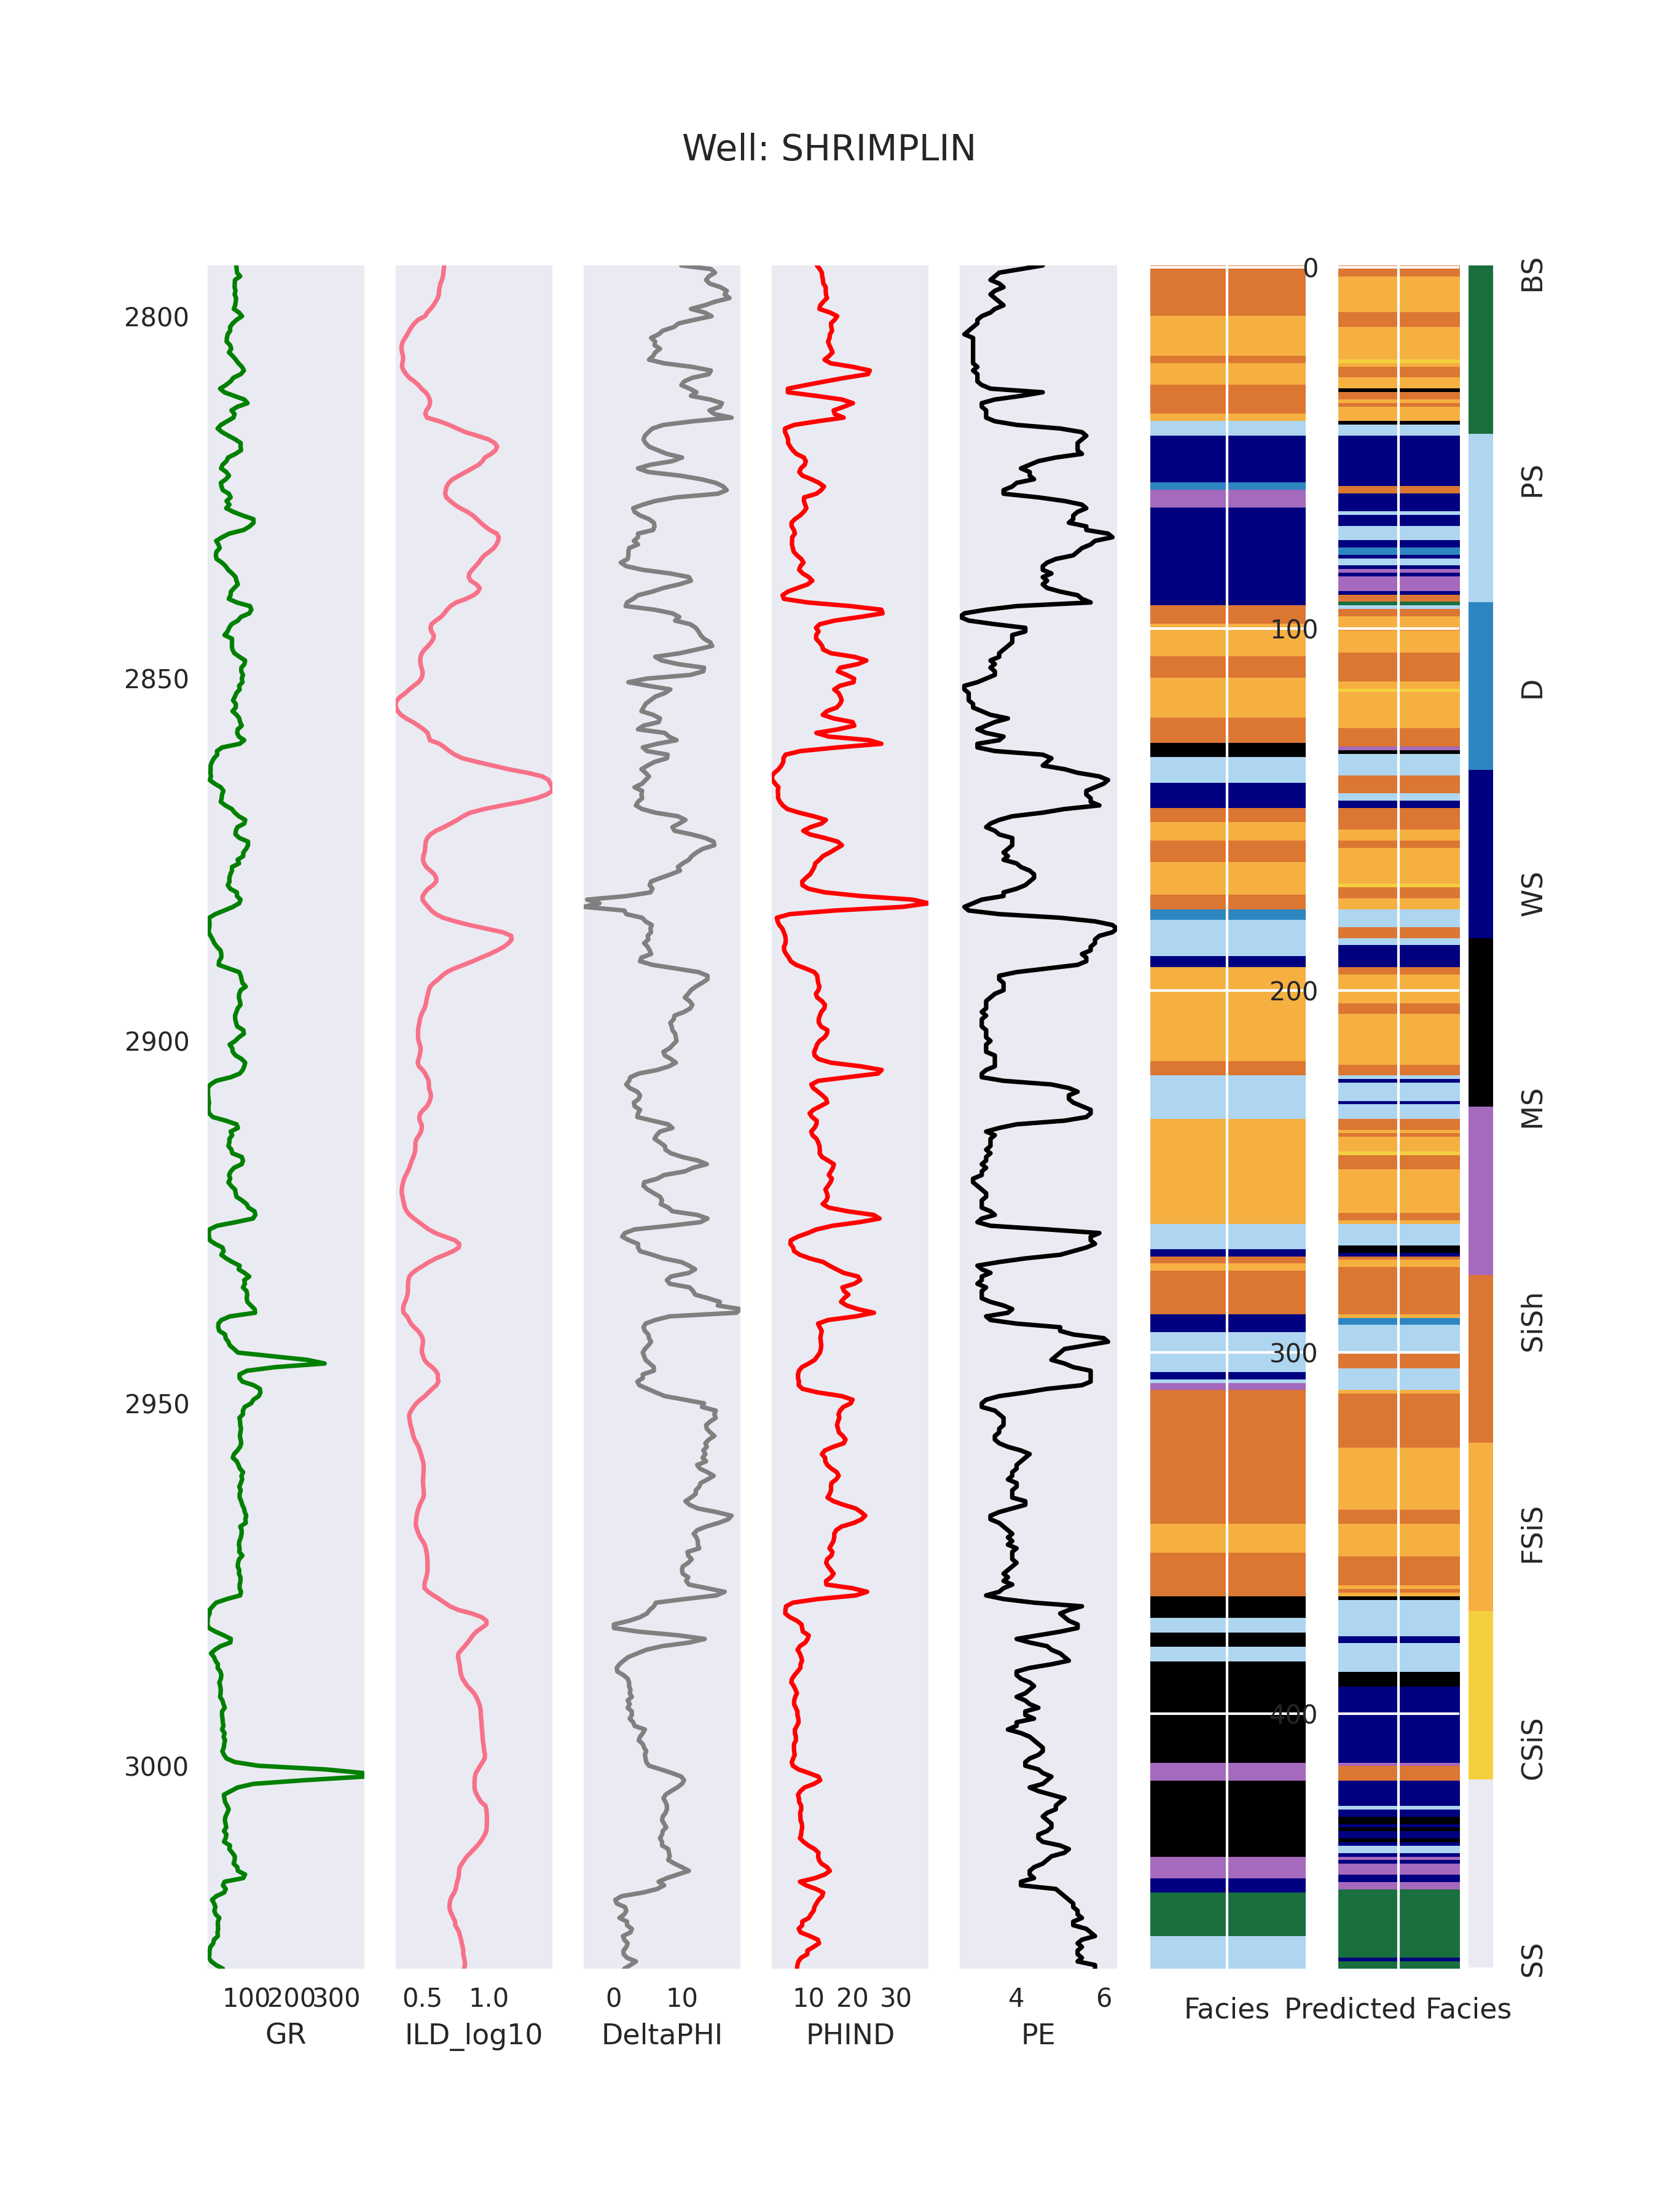 Well: SHRIMPLIN
2800
2850
2900
2950
3000
100 200 300
GR
0.5 1.0
ILD_log10
0 10
DeltaPHI
10 20 30
PHIND
4 6
PE
0
100
200
300
400
Facies
Predicted Facies
BS
PS
D
WS
MS
SiSh
FSiS
CSiS
SS